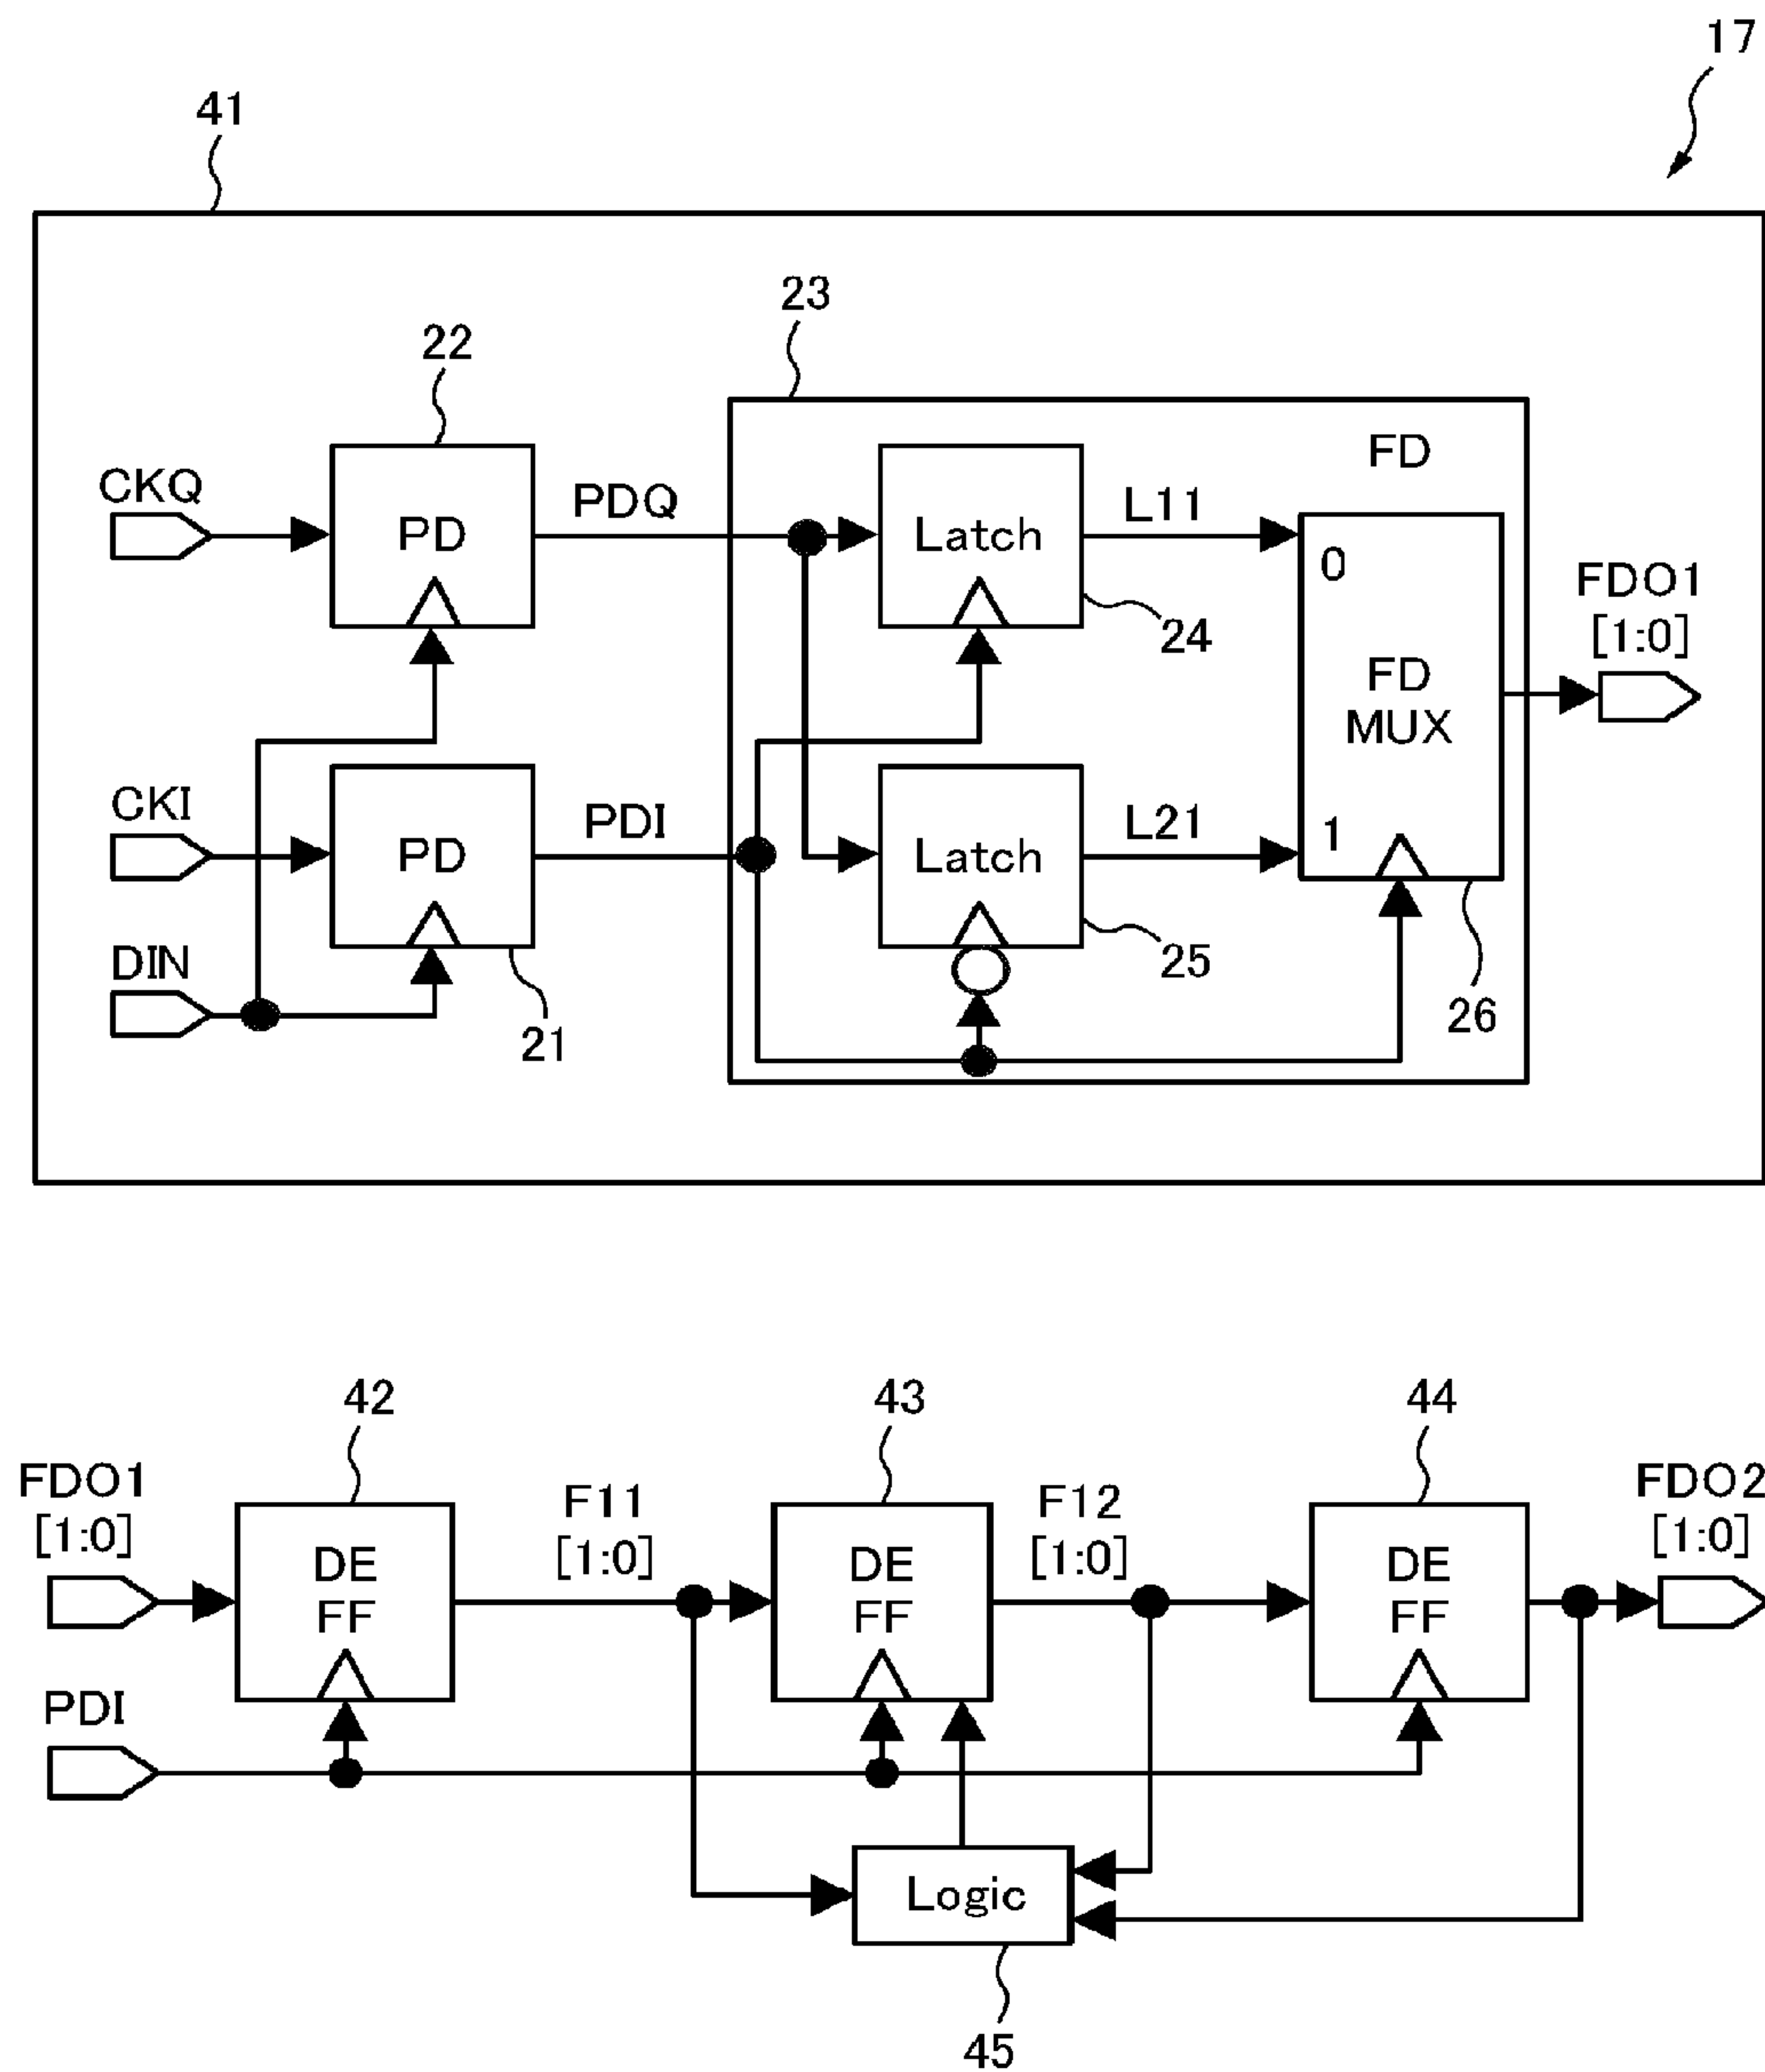 17
41
23
22
FD
CKQ
PD
PDQ
Latch
L11
0
FDO1
[1:0]
24
FD
MUX
CKI
PD
PDI
Latch
L21
1
DIN
21
25
26
42
43
44
FDO1
[1:0]
DE
FF
F11
[1:0]
DE
FF
F12
[1:0]
DE
FF
FDO2
[1:0]
PDI
Logic
45